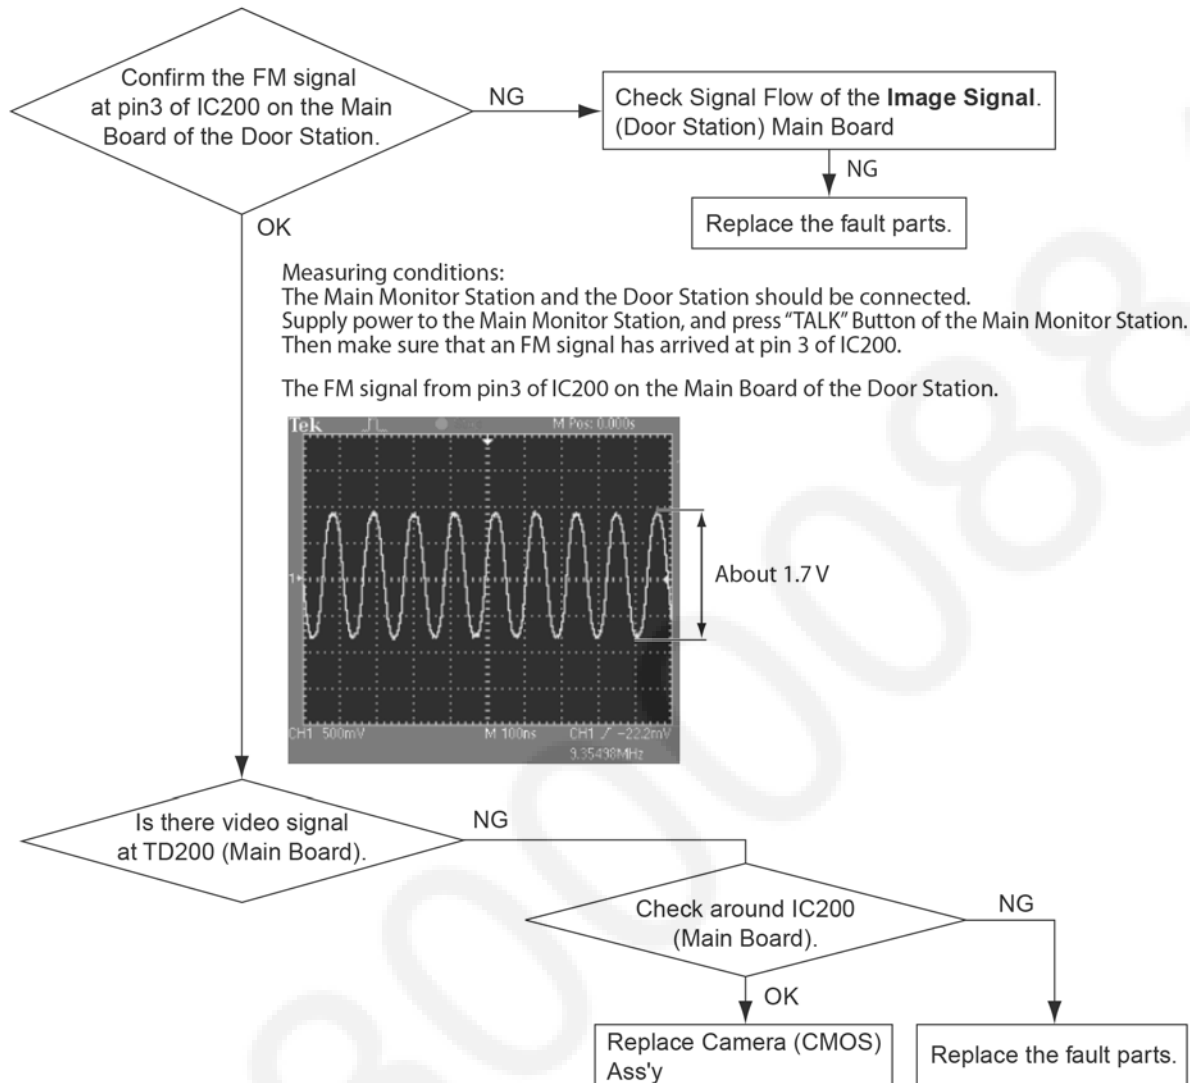 Confirm the FM signal
at pin3 of IC200 on the Main
Board of the Door Station.
NG
Check Signal Flow of the Image Signal.
(Door Station) Main Board
NG
Replace the fault parts.
OK
Measuring conditions:
The Main Monitor Station and the Door Station should be connected.
Supply power to the Main Monitor Station, and press “TALK” Button of the Main Monitor Station.
Then make sure that an FM signal has arrived at pin 3 of IC200.
The FM signal from pin3 of IC200 on the Main Board of the Door Station.
Tek
M Pos: 0.000s
1
About 1.7 V
CH1 500mV
M 100ns
CH1
-22.2mV
9.35498MHz
Is there video signal
at TD200 (Main Board).
NG
Check around IC200
(Main Board).
NG
OK
Replace Camera (CMOS)
Ass'y
Replace the fault parts.